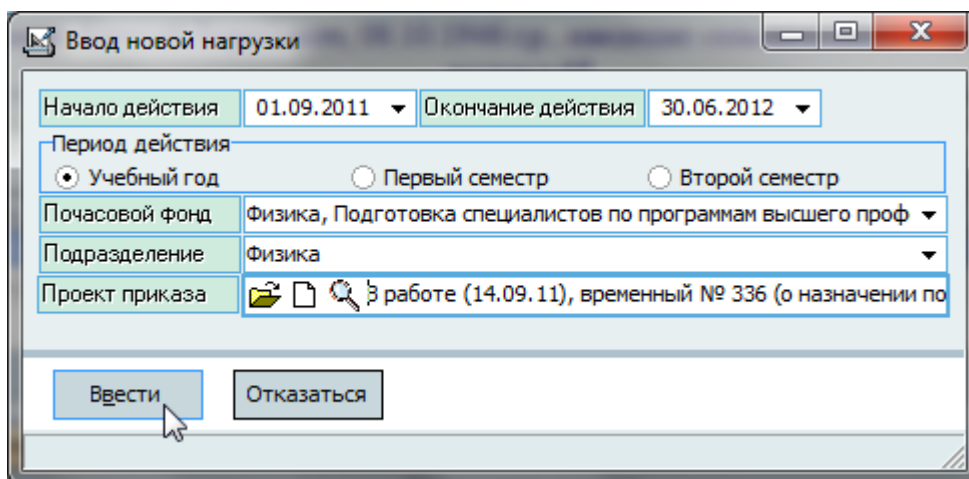 Ввод новой нагрузки
Начало действия 01.09.2011 Окончание действия 30.06.2012
Период действия
Учебный год Первый семестр Второй семестр
Почасовой фонд Физика, Подготовка специалистов по программам высшего проф
Подразделение Физика
Проект приказа В работе (14.09.11), временный № 336 (о назначении по
Ввести Отказаться